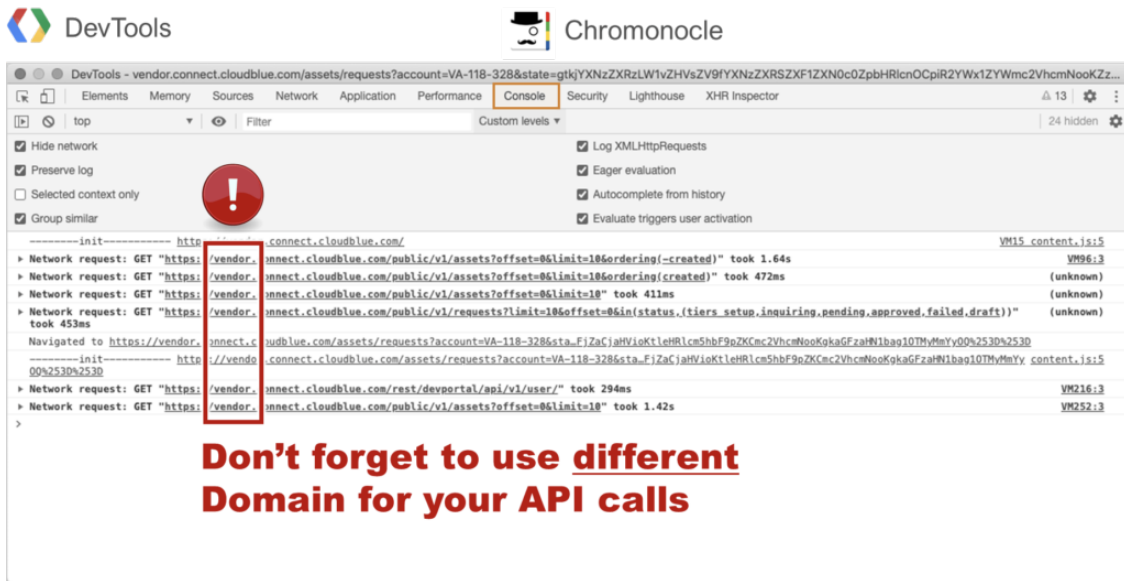 DevTools
Chromonocle
DevTools - vendor.connect.cloudblue.com/assets/requests?account=VA-118-328&state=gtkjYXNzZXRzLW1vZHVsZV9fYXNzZXRSZXF1ZXN0c0ZpbHRlcnOCpiR2YWx1ZYWmc2VhcmNooKZz...
Elements Memory Sources Network Application Performance Console Security Lighthouse XHR Inspector 13
top Filter Custom levels 24 hidden
Hide network Log XMLHttpRequests
Preserve log Eager evaluation
Selected context only Autocomplete from history
Group similar Evaluate triggers user activation
!
--------init----------- http .connect.cloudblue.com/ VM15 content.js:5
Network request: GET "https: /vendor. onnect.cloudblue.com/public/v1/assets?offset=0&limit=10&ordering(-created)" took 1.64s VM96:3
Network request: GET "https: /vendor. onnect.cloudblue.com/public/v1/assets?offset=0&limit=10&ordering(created)" took 472ms (unknown)
Network request: GET "https: /vendor. onnect.cloudblue.com/public/v1/assets?offset=0&limit=10" took 411ms (unknown)
Network request: GET "https: /vendor. onnect.cloudblue.com/public/v1/requests?limit=10&offset=0&in(status,(tiers_setup,inquiring,pending,approved,failed,draft))" (unknown)
took 453ms
Navigated to https://vendor. onnect.c oudblue.com/assets/requests?account=VA-118-328&sta…FjZaCjaHVioKtleHRlcm5hbF9pZKCmc2VhcmNooKgkaGFzaHN1bag1OTMyMmYyOQ%253D%253D
--------init----------- http ://vendo .connect.cloudblue.com/assets/requests?account=VA-118-328&sta…FjZaCjaHVioKtleHRlcm5hbF9pZKCmc2VhcmNooKgkaGFzaHN1bag1OTMyMmYy content.js:5
OQ%253D%253D
Network request: GET "https: /vendor. onnect.cloudblue.com/rest/devportal/api/v1/user/" took 294ms VM216:3
Network request: GET "https: /vendor. onnect.cloudblue.com/public/v1/assets?offset=0&limit=10" took 1.42s VM252:3
Don't forget to use different
Domain for your API calls